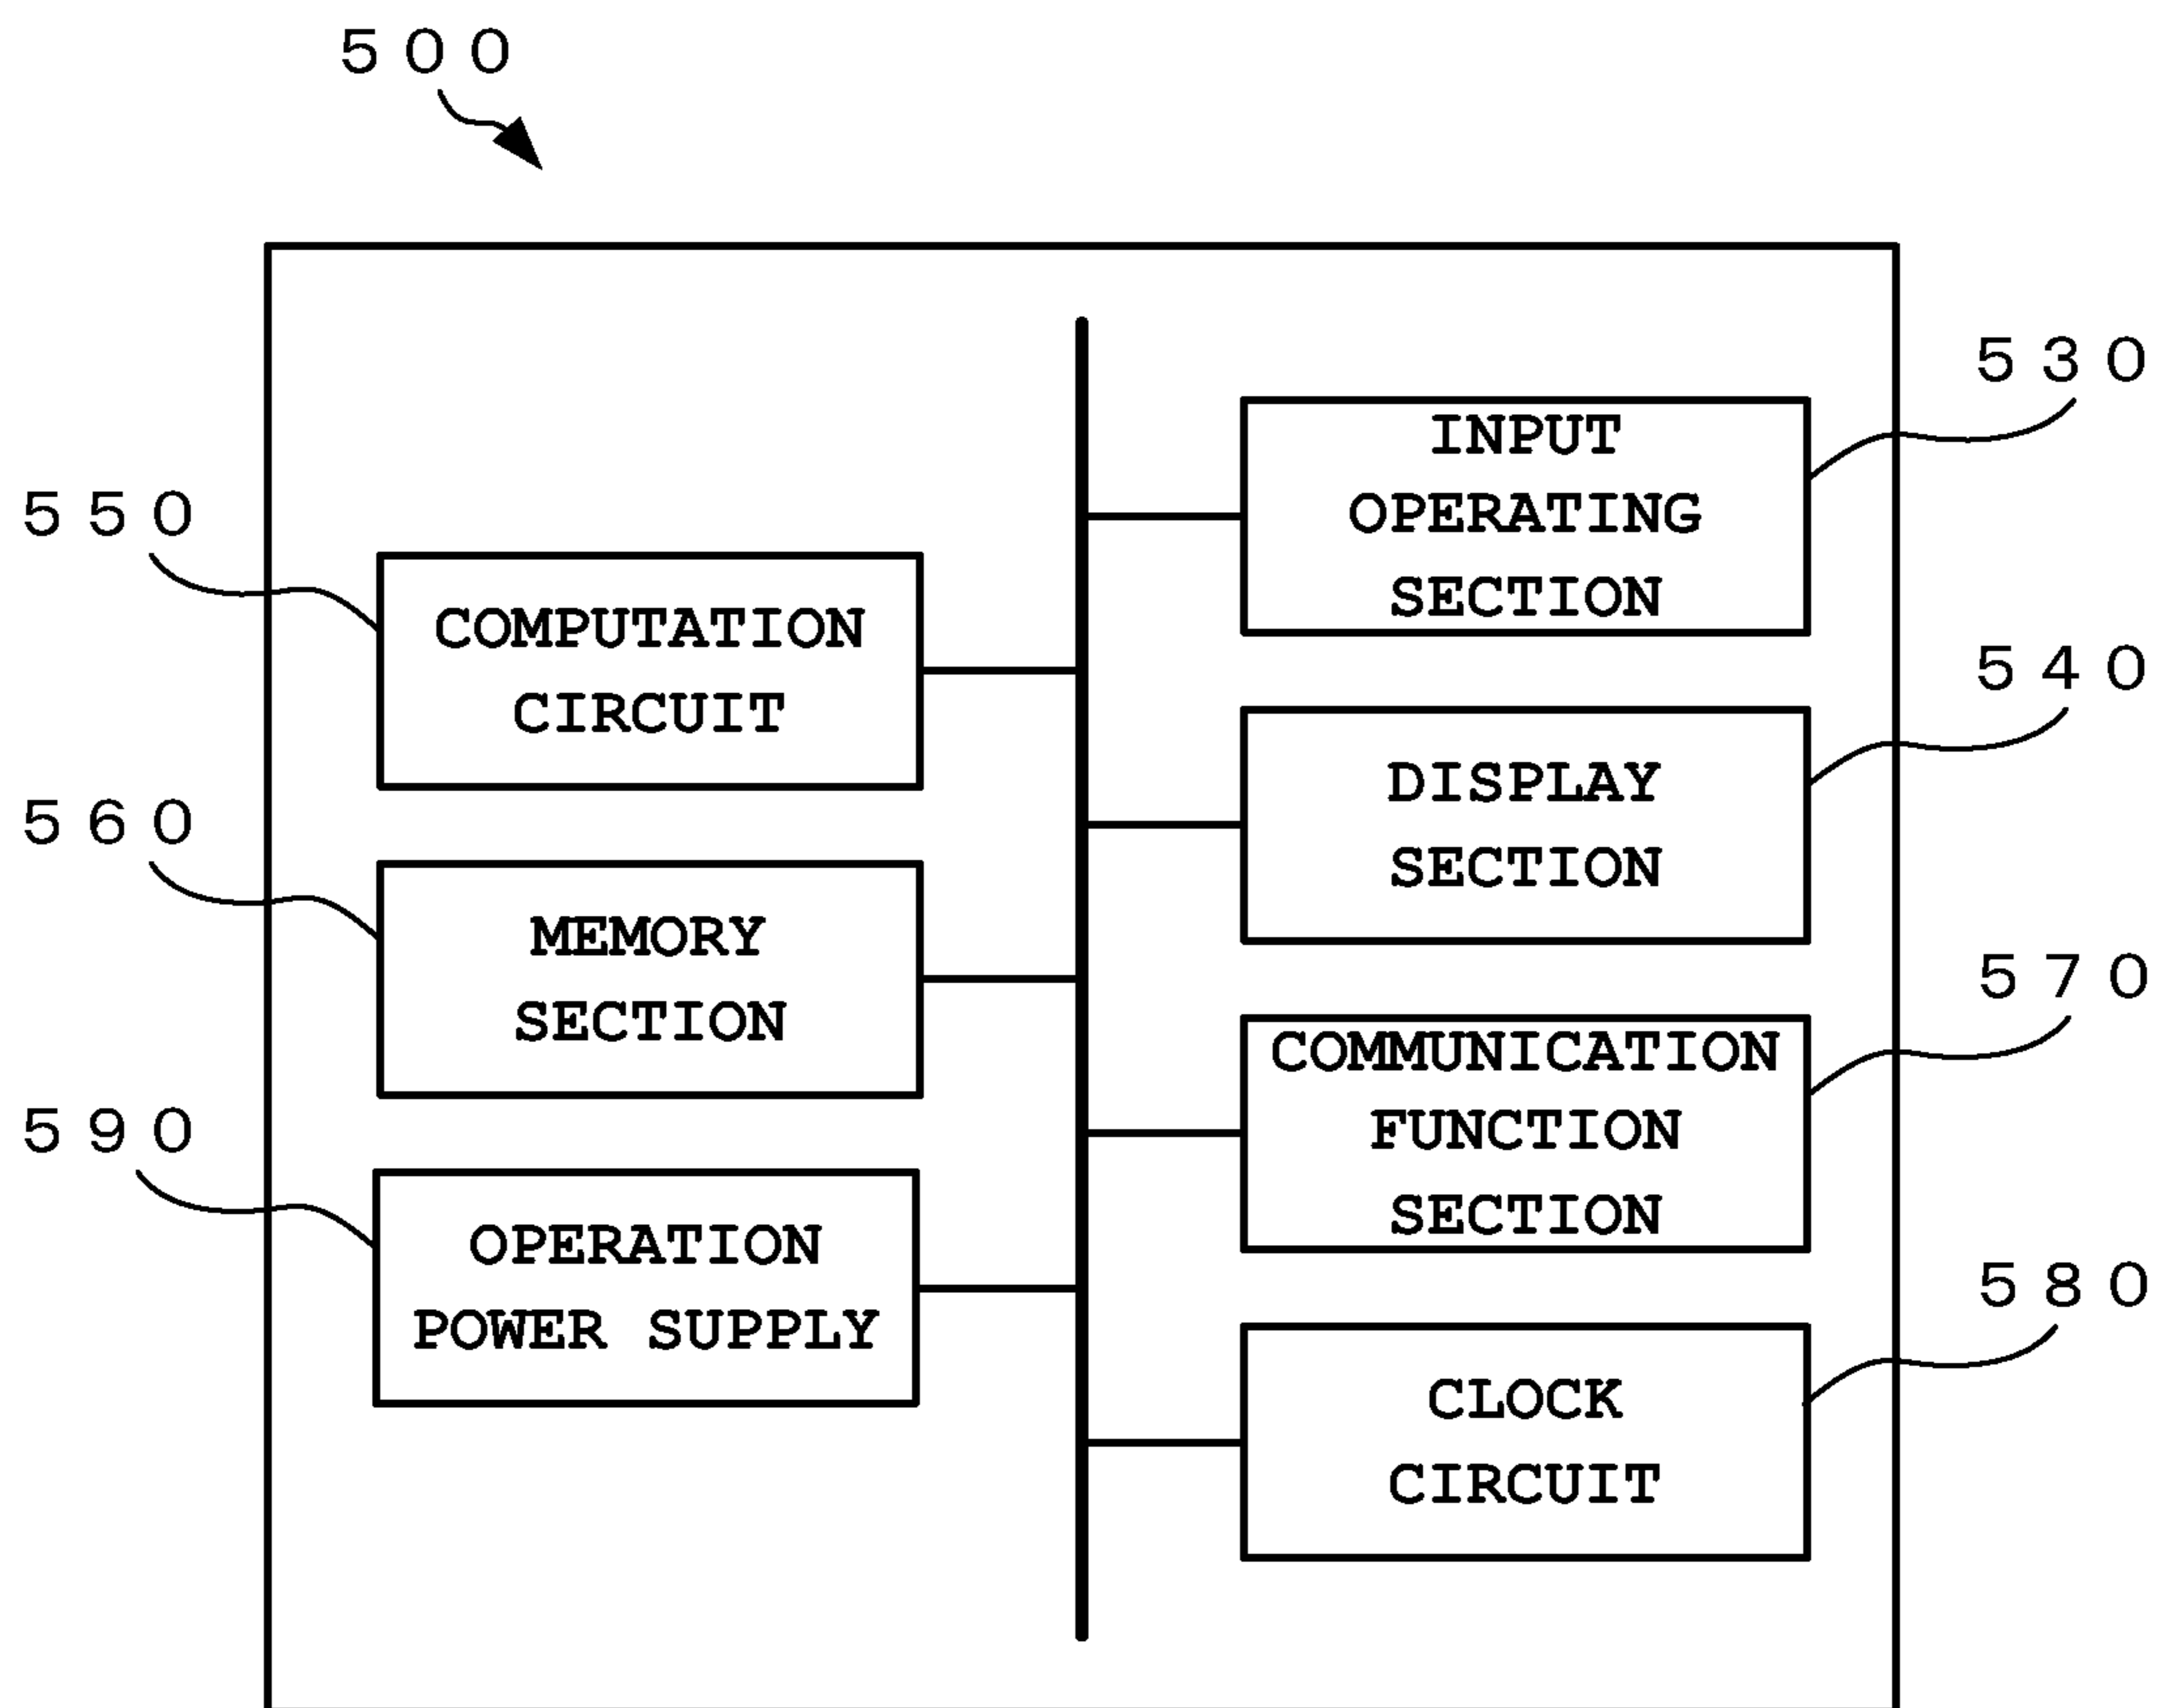 500
530
INPUT
OPERATING
SECTION
550
COMPUTATION
CIRCUIT
540
DISPLAY
SECTION
560
MEMORY
SECTION
570
COMMUNICATION
FUNCTION
SECTION
590
OPERATION
POWER SUPPLY
580
CLOCK
CIRCUIT